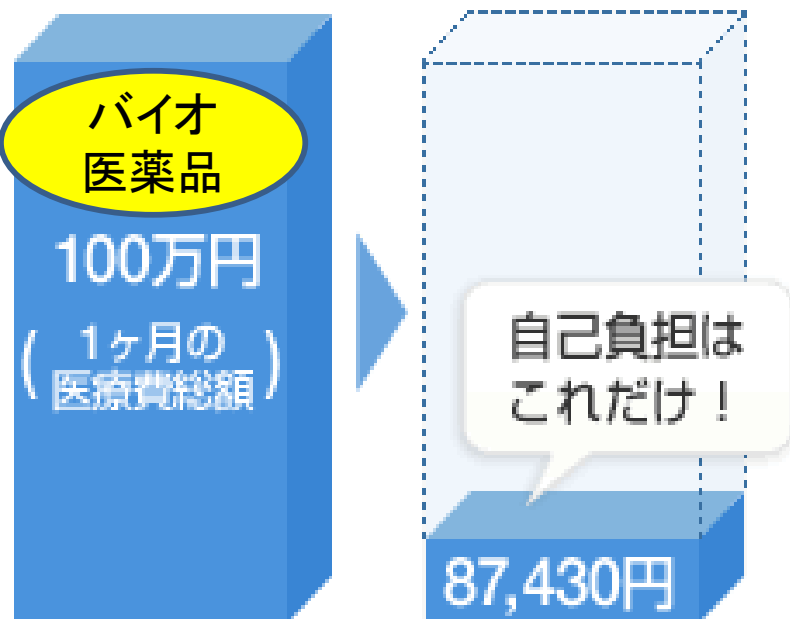 バイオ
医薬品
100万円
(1ヶ月の
医療費総額)
自己負担は
これだけ！
87,430円